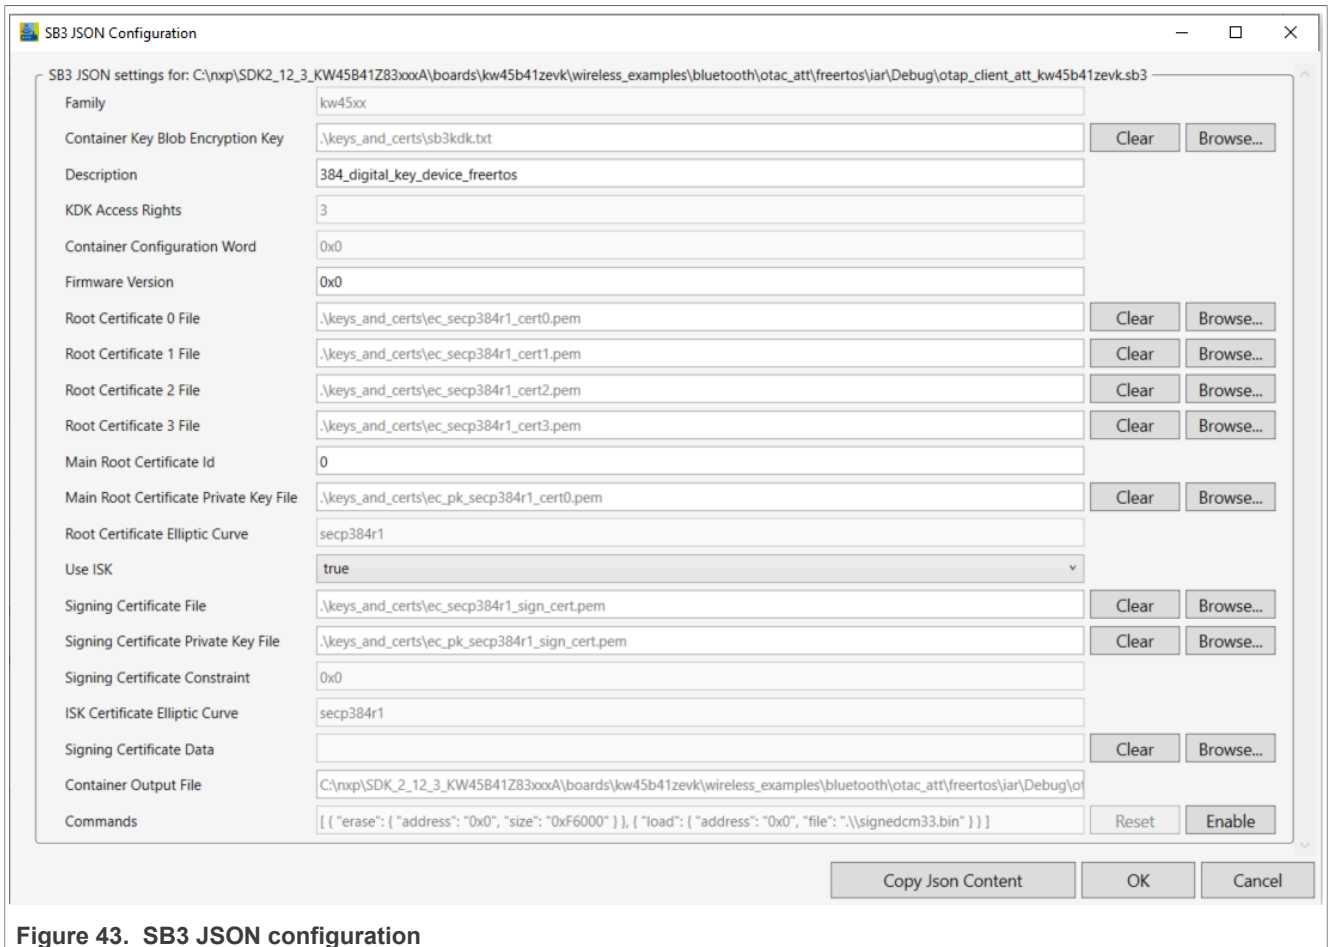 SB3 JSON Configuration
SB3 JSON settings for: C:\nxp\SDK2_12_3_KW45B41Z83xxxA\boards\kw45b41zevk\wireless_examples\bluetooth\otac_att\freertos\iar\Debug\otap_client_att_kw45b41zevk.sb3
Family kw45xx
Container Key Blob Encryption Key .\keys_and_certs\sb3kdk.txt Clear Browse...
Description 384_digital_key_device_freertos
KDK Access Rights 3
Container Configuration Word 0x0
Firmware Version 0x0
Root Certificate 0 File .\keys_and_certs\ec_secp384r1_cert0.pem Clear Browse...
Root Certificate 1 File .\keys_and_certs\ec_secp384r1_cert1.pem Clear Browse...
Root Certificate 2 File .\keys_and_certs\ec_secp384r1_cert2.pem Clear Browse...
Root Certificate 3 File .\keys_and_certs\ec_secp384r1_cert3.pem Clear Browse...
Main Root Certificate Id 0
Main Root Certificate Private Key File .\keys_and_certs\ec_pk_secp384r1_cert0.pem Clear Browse...
Root Certificate Elliptic Curve secp384r1
Use ISK true
Signing Certificate File .\keys_and_certs\ec_secp384r1_sign_cert.pem Clear Browse...
Signing Certificate Private Key File .\keys_and_certs\ec_pk_secp384r1_sign_cert.pem Clear Browse...
Signing Certificate Constraint 0x0
ISK Certificate Elliptic Curve secp384r1
Signing Certificate Data Clear Browse...
Container Output File C:\nxp\SDK_2_12_3_KW45B41Z83xxxA\boards\kw45b41zevk\wireless_examples\bluetooth\otac_att\freertos\iar\Debug\ot
Commands [ { "erase": { "address": "0x0", "size": "0xF6000" } }, { "load": { "address": "0x0", "file": ".\\signedcm33.bin" } } ] Reset Enable
Copy Json Content OK Cancel
Figure 43. SB3 JSON configuration